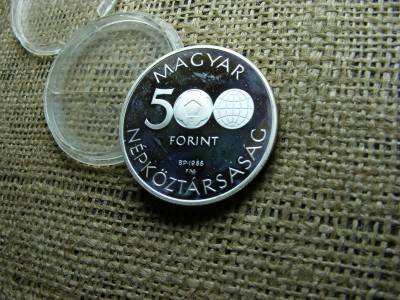 MAGYAR
500
FORINT
BP.1986
NÉPKÖZTÁRSASÁG